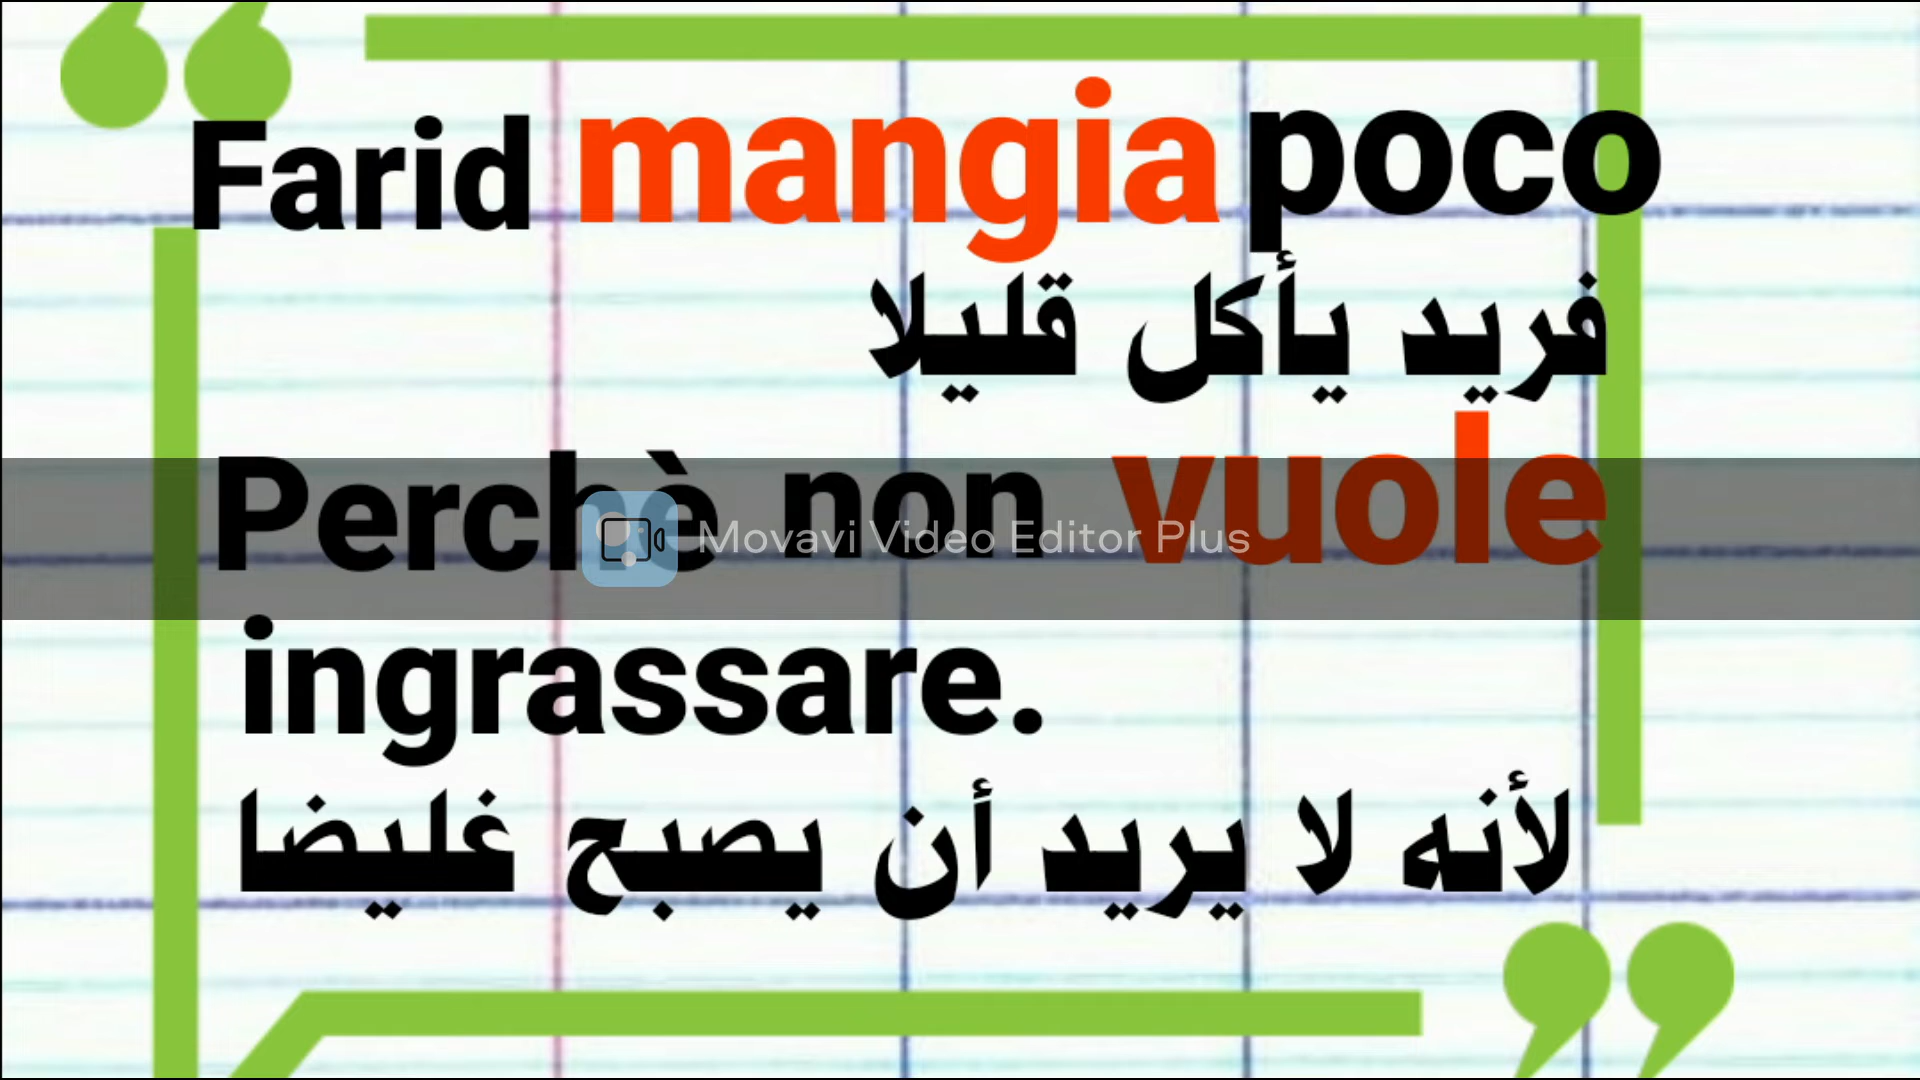 Farid mangia poco
فريد يأكل قليلا
Perchè non vuole
Movavi Video Editor Plus
ingrassare.
لأنه لا يريد أن يصبح غليضا